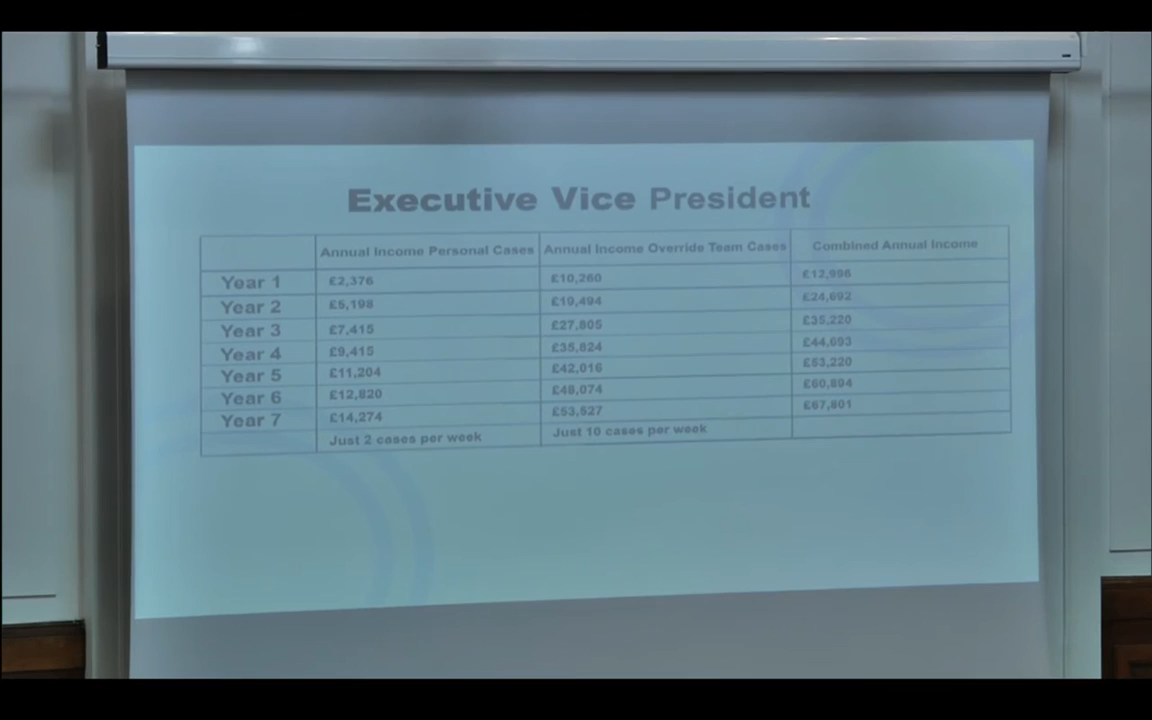 Executive Vice President
Annual Income Personal Cases Annual Income Override Team Cases Combined Annual Income
Year 1 £2,376 £10,260 £12,996
Year 2 £5,198 £19,494 £24,692
Year 3 £7,415 £27,805 £35,220
Year 4 £9,415 £35,624 £44,693
Year 5 £11,204 £42,016 £53,220
Year 6 £12,820 £48,074 £60,894
Year 7 £14,274 £53,527 £67,801
Just 2 cases per week Just 10 cases per week